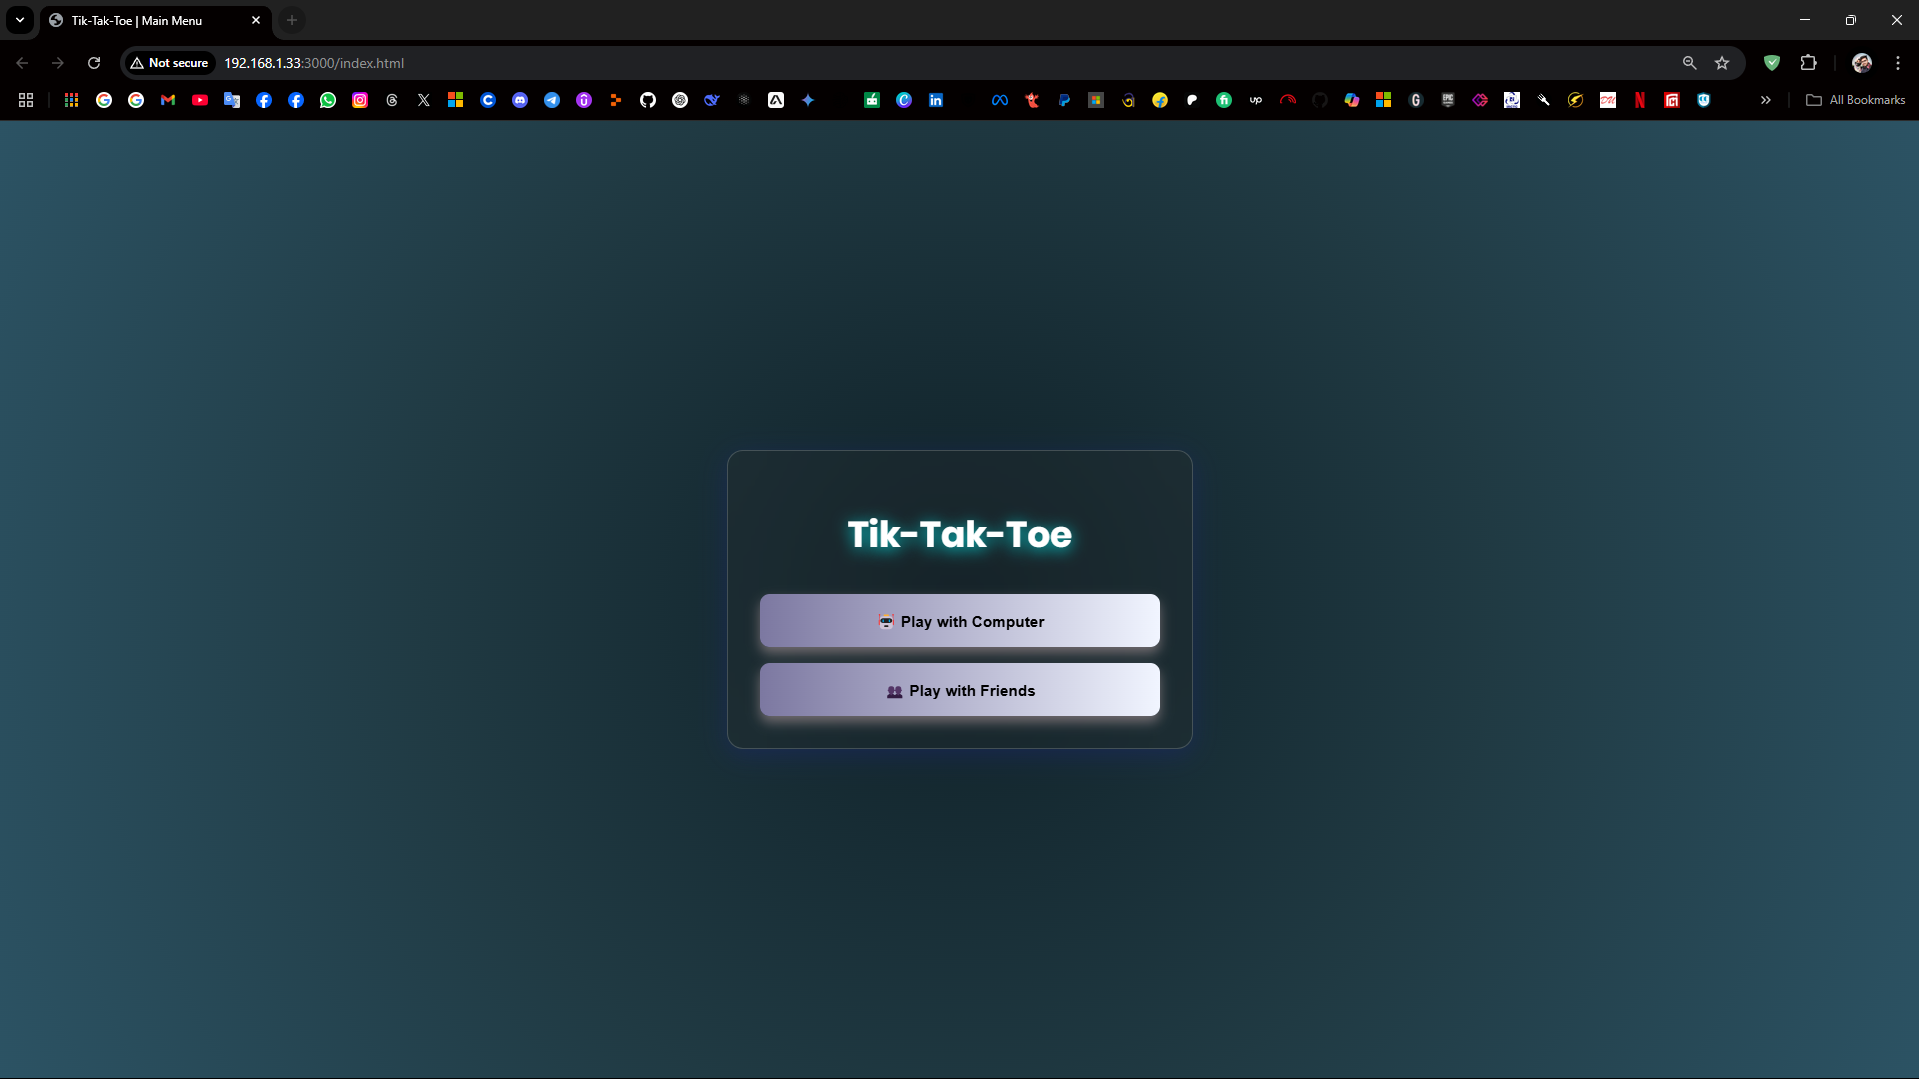 Tik-Tak-Toe | Main Menu
Not secure
192.168.1.33:3000/index.html
All Bookmarks
Tik-Tak-Toe
Play with Computer
Play with Friends